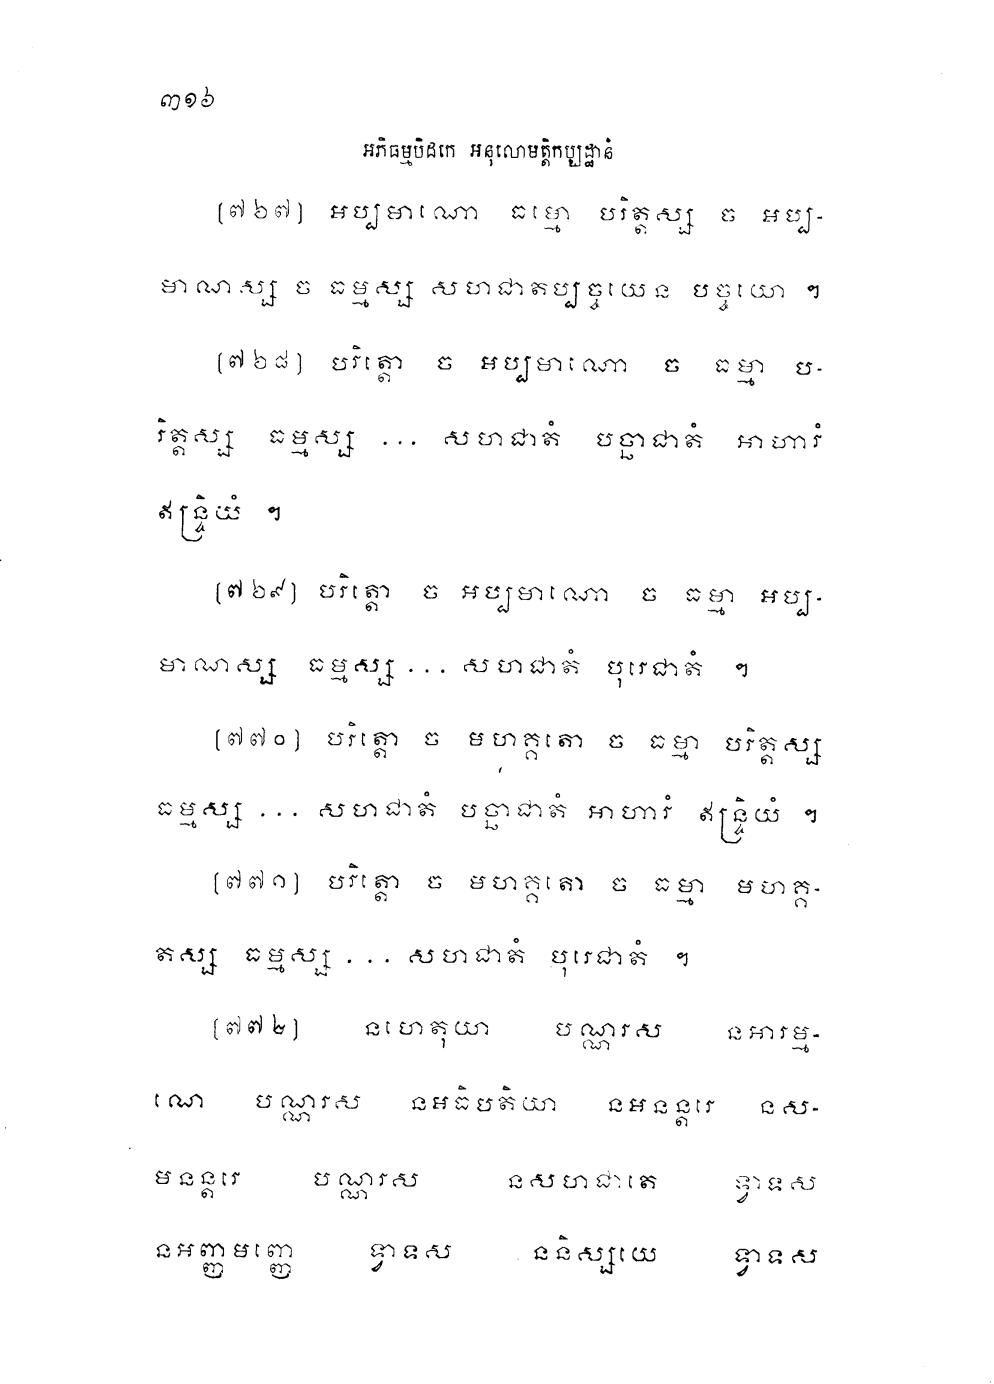 ៣១៦
អភិធម្មបិដកេ អនុលោមត្តិកប្បដ្ឋានំ
(៧៦៧) អប្បមាណោ ធម្មោ បរិត្តស្ស ច អប្ប-
មាណស្ស ច ធម្មស្ស សហជាតប្បច្ចយេន បច្ចយោ ។
(៧៦៨) បរិត្តោ ច អប្បមាណោ ច ធម្មា ប-
រិត្តស្ស ធម្មស្ស ... សហជាតំ បច្ឆាជាតំ អាហារំ
ឥន្ទ្រិយំ ។
(៧៦៩) បរិត្តោ ច អប្បមាណោ ច ធម្មា អប្ប-
មាណស្ស ធម្មស្ស ... សហជាតំ បុរេជាតំ ។
(៧៧០) បរិត្តោ ច មហគ្គតោ ច ធម្មា បរិត្តស្ស
ធម្មស្ស ... សហជាតំ បច្ឆាជាតំ អាហារំ ឥន្ទ្រិយំ ។
(៧៧១) បរិត្តោ ច មហគ្គតោ ច ធម្មា មហគ្គ-
តស្ស ធម្មស្ស ... សហជាតំ បុរេជាតំ ។
(៧៧២) នហេតុយា បណ្ណរស នអារម្ម-
ណេ បណ្ណរស នអធិបតិយា នអនន្តរេ នស-
មនន្តរេ បណ្ណរស នសហជាតេ ទ្វាទស
នអញ្ញមញ្ញេ ទ្វាទស ននិស្សយេ ទ្វាទស